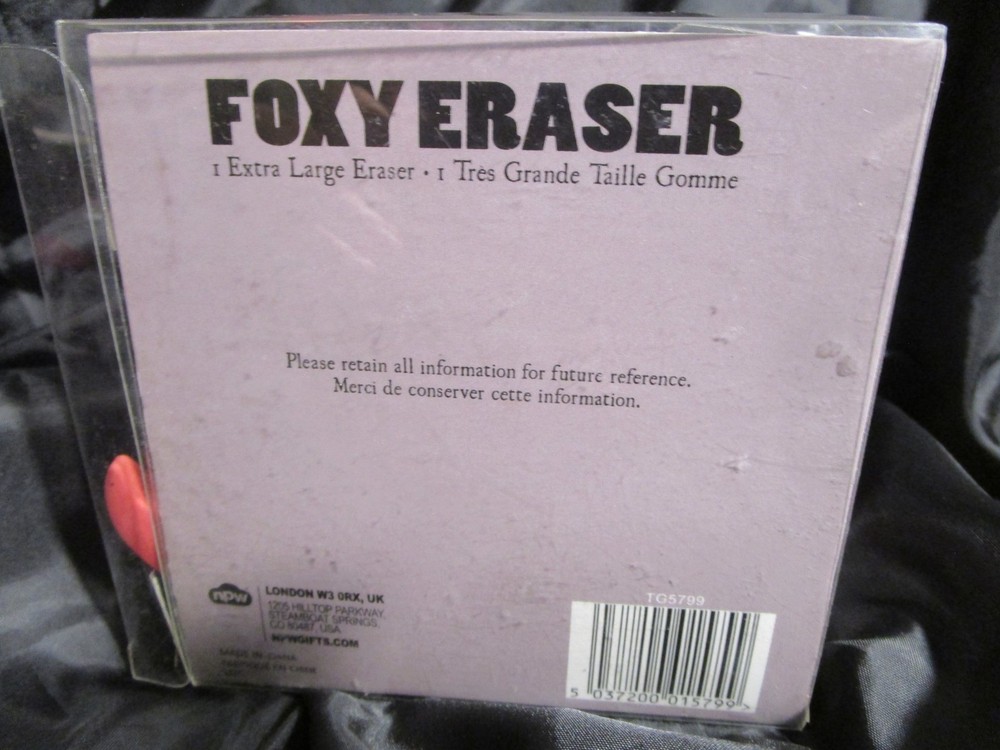 FOXY ERASER
1 Extra Large Eraser • 1 Très Grande Taille Gomme
Please retain all information for future reference.
Merci de conserver cette information.
npw
LONDON W3 0RX, UK
1205 HILLTOP PARKWAY,
STEAMBOAT SPRINGS,
CO 80487, USA
NPWGIFTS.COM
MADE IN CHINA
FABRIQUÉ EN CHINE
TG5799
5 037200 015799 >